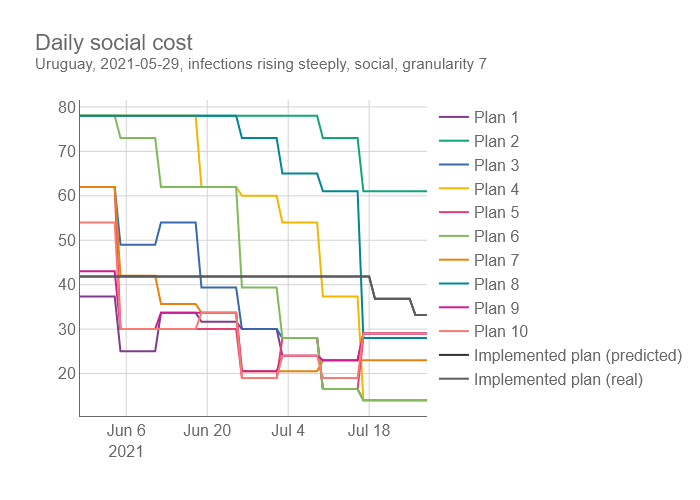 Daily social cost
Uruguay, 2021-05-29, infections rising steeply, social, granularity 7
80
70
60
50
40
30
20
Jun 6
2021
Jun 20
Jul 4
Jul 18
Plan 1
Plan 2
Plan 3
Plan 4
Plan 5
Plan 6
Plan 7
Plan 8
Plan 9
Plan 10
Implemented plan (predicted)
Implemented plan (real)